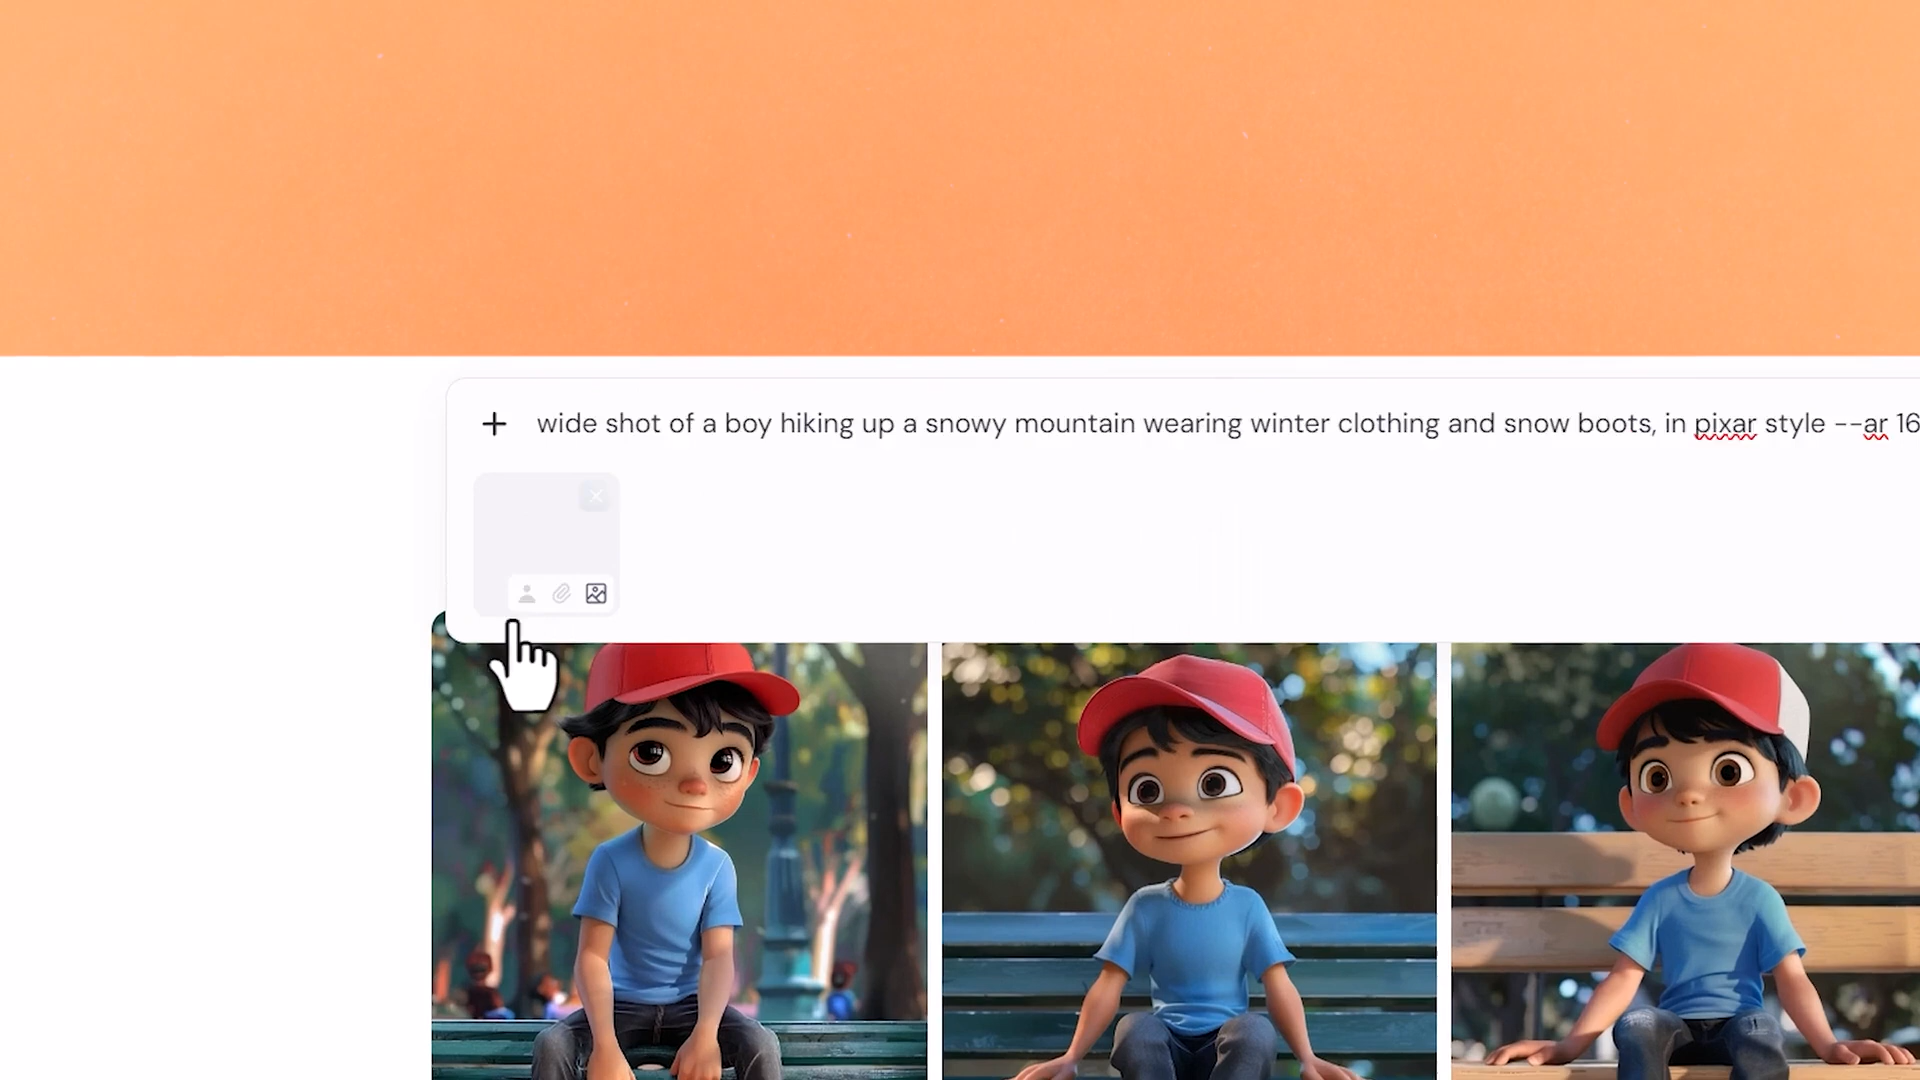 wide shot of a boy hiking up a snowy mountain wearing winter clothing and snow boots, in pixar style --ar 16